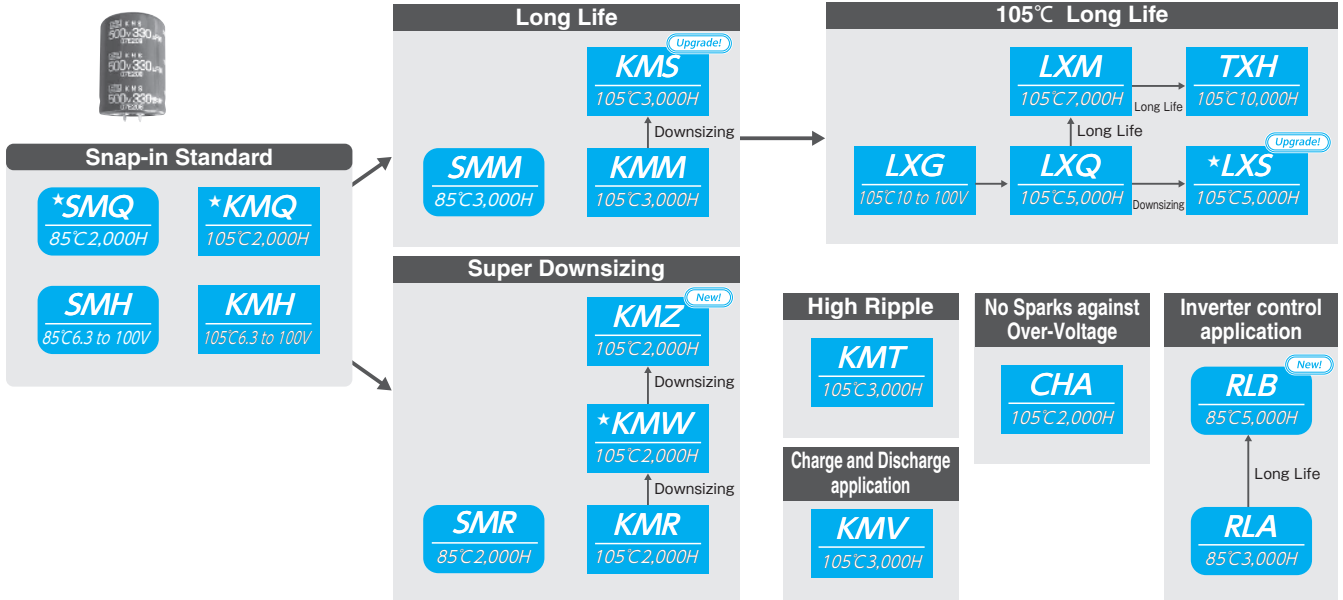 500v330µF
500v330µF
500v330
Snap-in Standard
★SMQ
85℃2,000H
★KMQ
105℃2,000H
SMH
85℃6.3 to 100V
KMH
105℃6.3 to 100V
Long Life
Upgrade!
KMS
105℃3,000H
Downsizing
SMM
85℃3,000H
KMM
105℃3,000H
Super Downsizing
New!
KMZ
105℃2,000H
Downsizing
★KMW
105℃2,000H
Downsizing
SMR
85℃2,000H
KMR
105℃2,000H
105℃ Long Life
LXM
105℃7,000H
Long Life
TXH
105℃10,000H
Long Life
Upgrade!
LXG
105℃10 to 100V
LXQ
105℃5,000H
Downsizing
★LXS
105℃5,000H
High Ripple
KMT
105℃3,000H
Charge and Discharge
application
KMV
105℃3,000H
No Sparks against
Over-Voltage
CHA
105℃2,000H
Inverter control
application
New!
RLB
85℃5,000H
Long Life
RLA
85℃3,000H